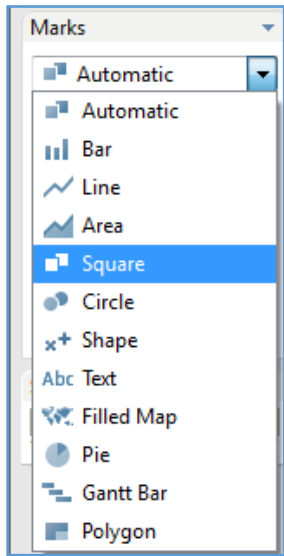 Marks
Automatic
Automatic
Bar
Line
Area
Square
Circle
Shape
Abc Text
Filled Map
Pie
Gantt Bar
Polygon